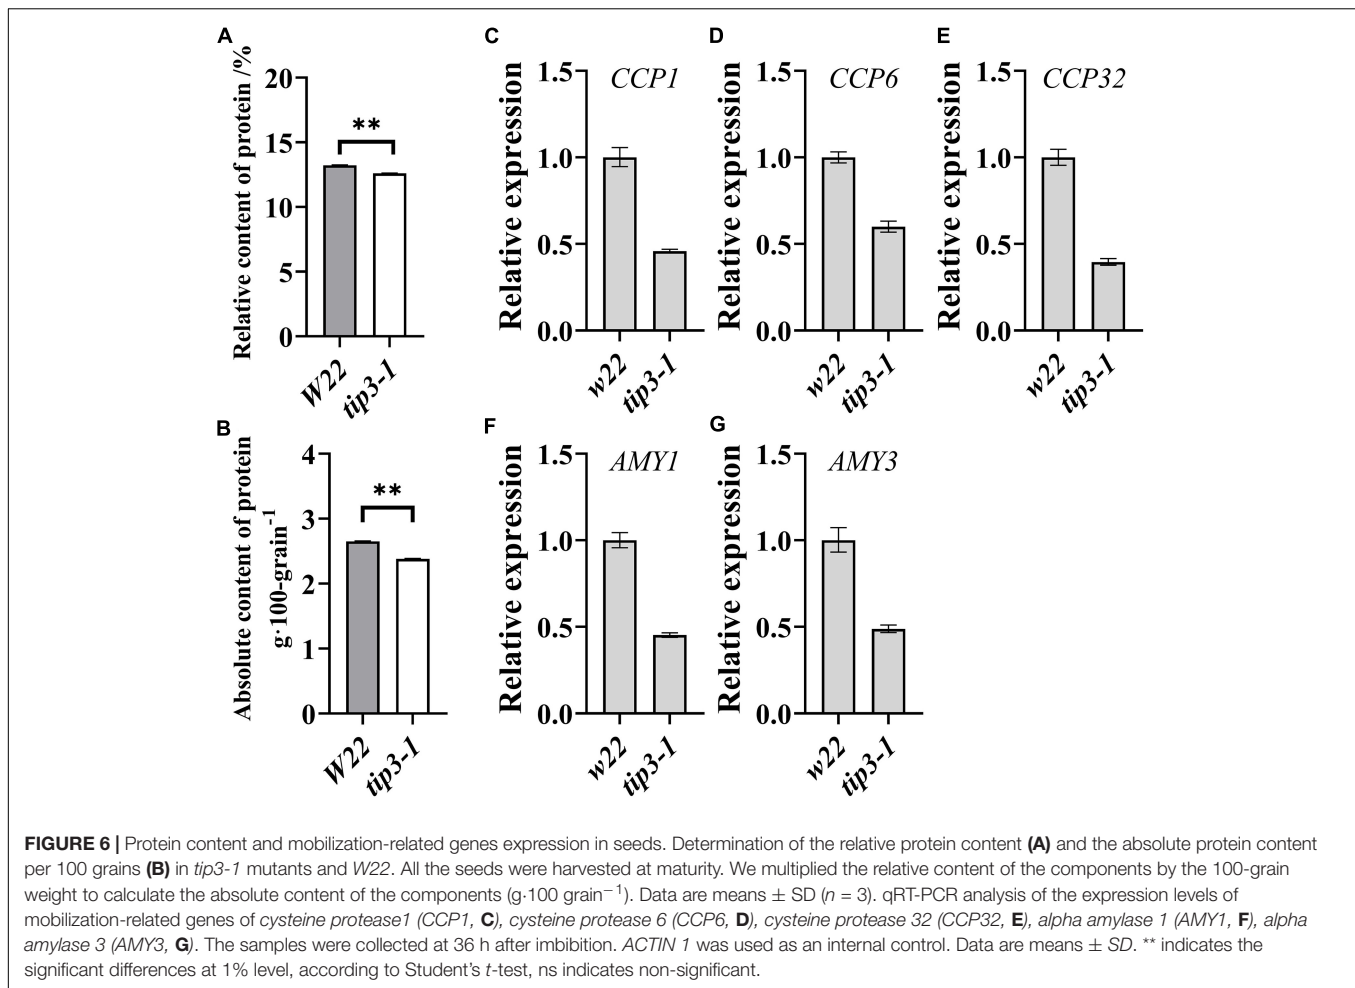 A
Relative content of protein /%
20
15
10
5
0
**
W22
tip3-1
C
Relative expression
1.5
1.0
0.5
0.0
CCP1
w22
tip3-1
D
Relative expression
1.5
1.0
0.5
0.0
CCP6
w22
tip3-1
E
Relative expression
1.5
1.0
0.5
0.0
CCP32
w22
tip3-1
B
Absolute content of protein
g·100-grain⁻¹
4
3
2
1
0
**
W22
tip3-1
F
Relative expression
1.5
1.0
0.5
0.0
AMY1
w22
tip3-1
G
Relative expression
1.5
1.0
0.5
0.0
AMY3
w22
tip3-1
FIGURE 6 | Protein content and mobilization-related genes expression in seeds. Determination of the relative protein content (A) and the absolute protein content
per 100 grains (B) in tip3-1 mutants and W22. All the seeds were harvested at maturity. We multiplied the relative content of the components by the 100-grain
weight to calculate the absolute content of the components (g·100 grain⁻¹). Data are means ± SD (n = 3). qRT-PCR analysis of the expression levels of
mobilization-related genes of cysteine protease1 (CCP1, C), cysteine protease 6 (CCP6, D), cysteine protease 32 (CCP32, E), alpha amylase 1 (AMY1, F), alpha
amylase 3 (AMY3, G). The samples were collected at 36 h after imbibition. ACTIN 1 was used as an internal control. Data are means ± SD. ** indicates the
significant differences at 1% level, according to Student's t-test, ns indicates non-significant.